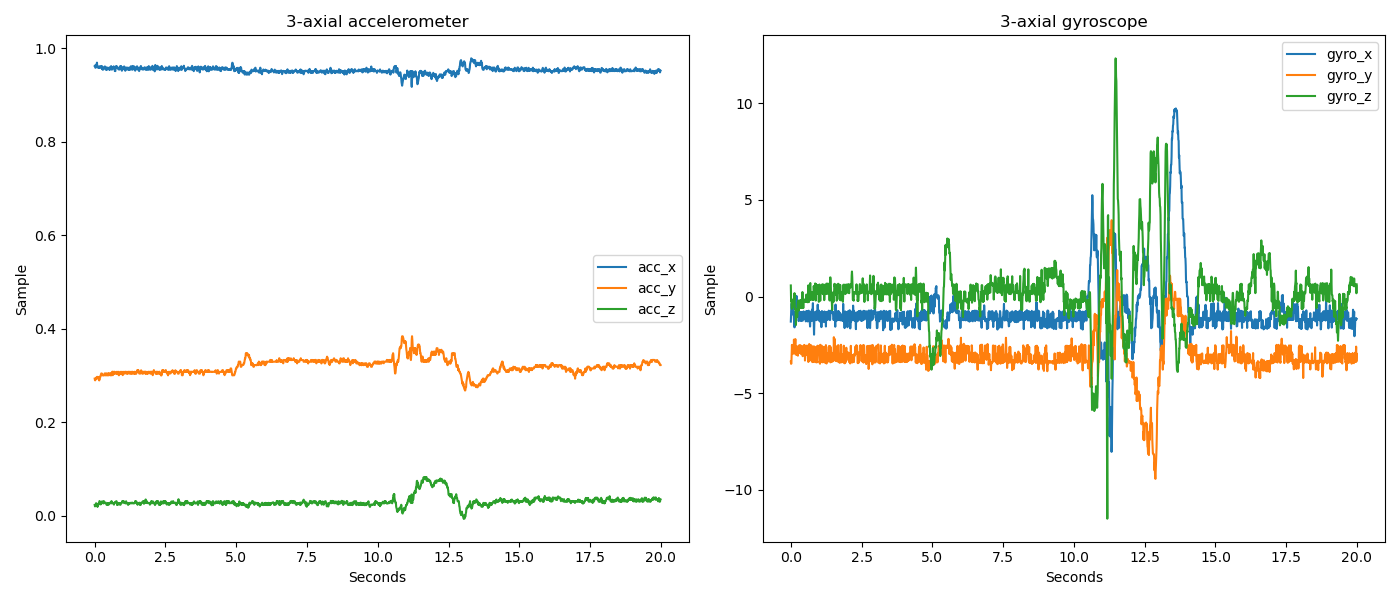 3-axial accelerometer
1.0
0.8
0.6
0.4
0.2
0.0
Sample
acc_x
acc_y
acc_z
0.0 2.5 5.0 7.5 10.0 12.5 15.0 17.5 20.0
Seconds
3-axial gyroscope
10
5
0
−5
−10
Sample
gyro_x
gyro_y
gyro_z
0.0 2.5 5.0 7.5 10.0 12.5 15.0 17.5 20.0
Seconds